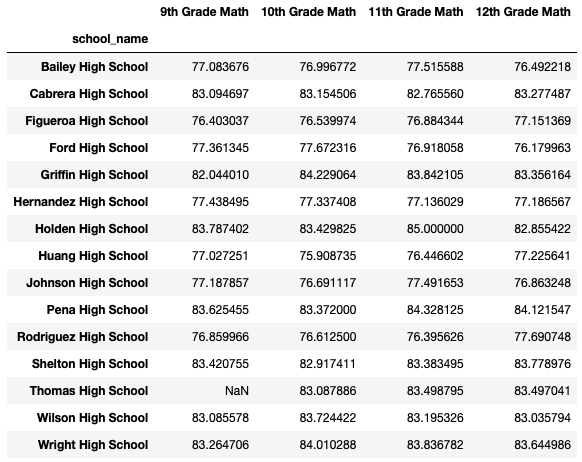 9th Grade Math 10th Grade Math 11th Grade Math 12th Grade Math
school_name
Bailey High School 77.083676 76.996772 77.515588 76.492218
Cabrera High School 83.094697 83.154506 82.765560 83.277487
Figueroa High School 76.403037 76.539974 76.884344 77.151369
Ford High School 77.361345 77.672316 76.918058 76.179963
Griffin High School 82.044010 84.229064 83.842105 83.356164
Hernandez High School 77.438495 77.337408 77.136029 77.186567
Holden High School 83.787402 83.429825 85.000000 82.855422
Huang High School 77.027251 75.908735 76.446602 77.225641
Johnson High School 77.187857 76.691117 77.491653 76.863248
Pena High School 83.625455 83.372000 84.328125 84.121547
Rodriguez High School 76.859966 76.612500 76.395626 77.690748
Shelton High School 83.420755 82.917411 83.383495 83.778976
Thomas High School NaN 83.087886 83.498795 83.497041
Wilson High School 83.085578 83.724422 83.195326 83.035794
Wright High School 83.264706 84.010288 83.836782 83.644986